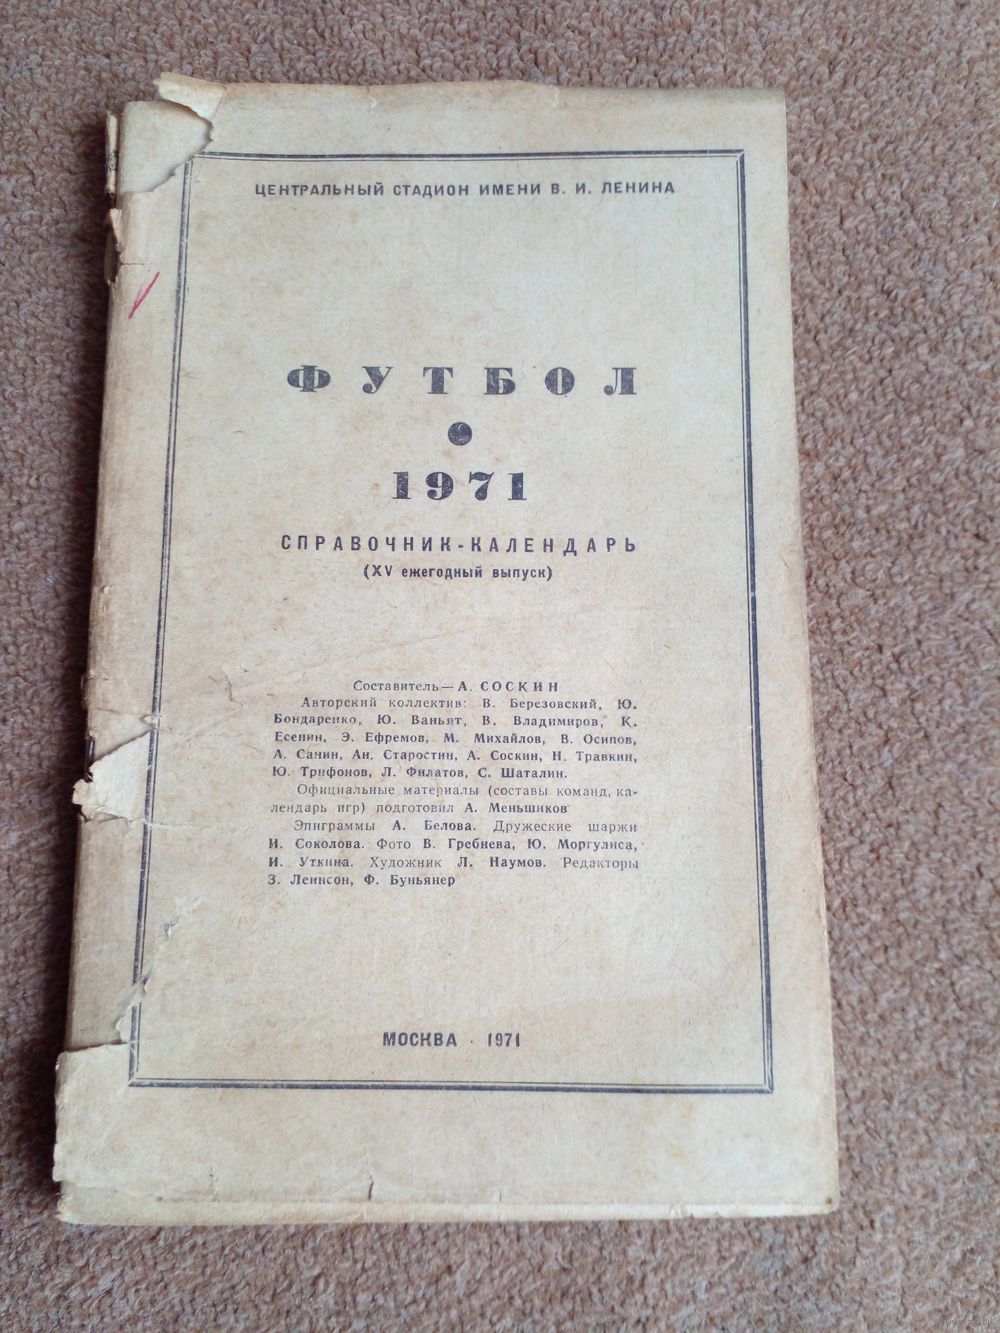 ЦЕНТРАЛЬНЫЙ СТАДИОН ИМЕНИ В. И. ЛЕНИНА
ФУТБОЛ
1971
СПРАВОЧНИК-КАЛЕНДАРЬ
(XV ежегодный выпуск)
Составитель — А. СОСКИН
Авторский коллектив: В. Березовский, Ю.
Бондаренко, Ю. Ваньят, В. Владимиров, К.
Есенин, Э. Ефремов, М. Михайлов, В. Осипов,
А. Санин, Ан. Старостин, А. Соскин, Н. Травкин,
Ю. Трифонов, Л. Филатов, С. Шаталин.
Официальные материалы (составы команд, ка-
лендарь игр) подготовил А. Меньшиков
Эпиграммы А. Белова. Дружеские шаржи
И. Соколова. Фото В. Гребнева, Ю. Моргулиса,
И. Уткина. Художник Л. Наумов. Редакторы
З. Леинсон, Ф. Буньянер
МОСКВА · 1971